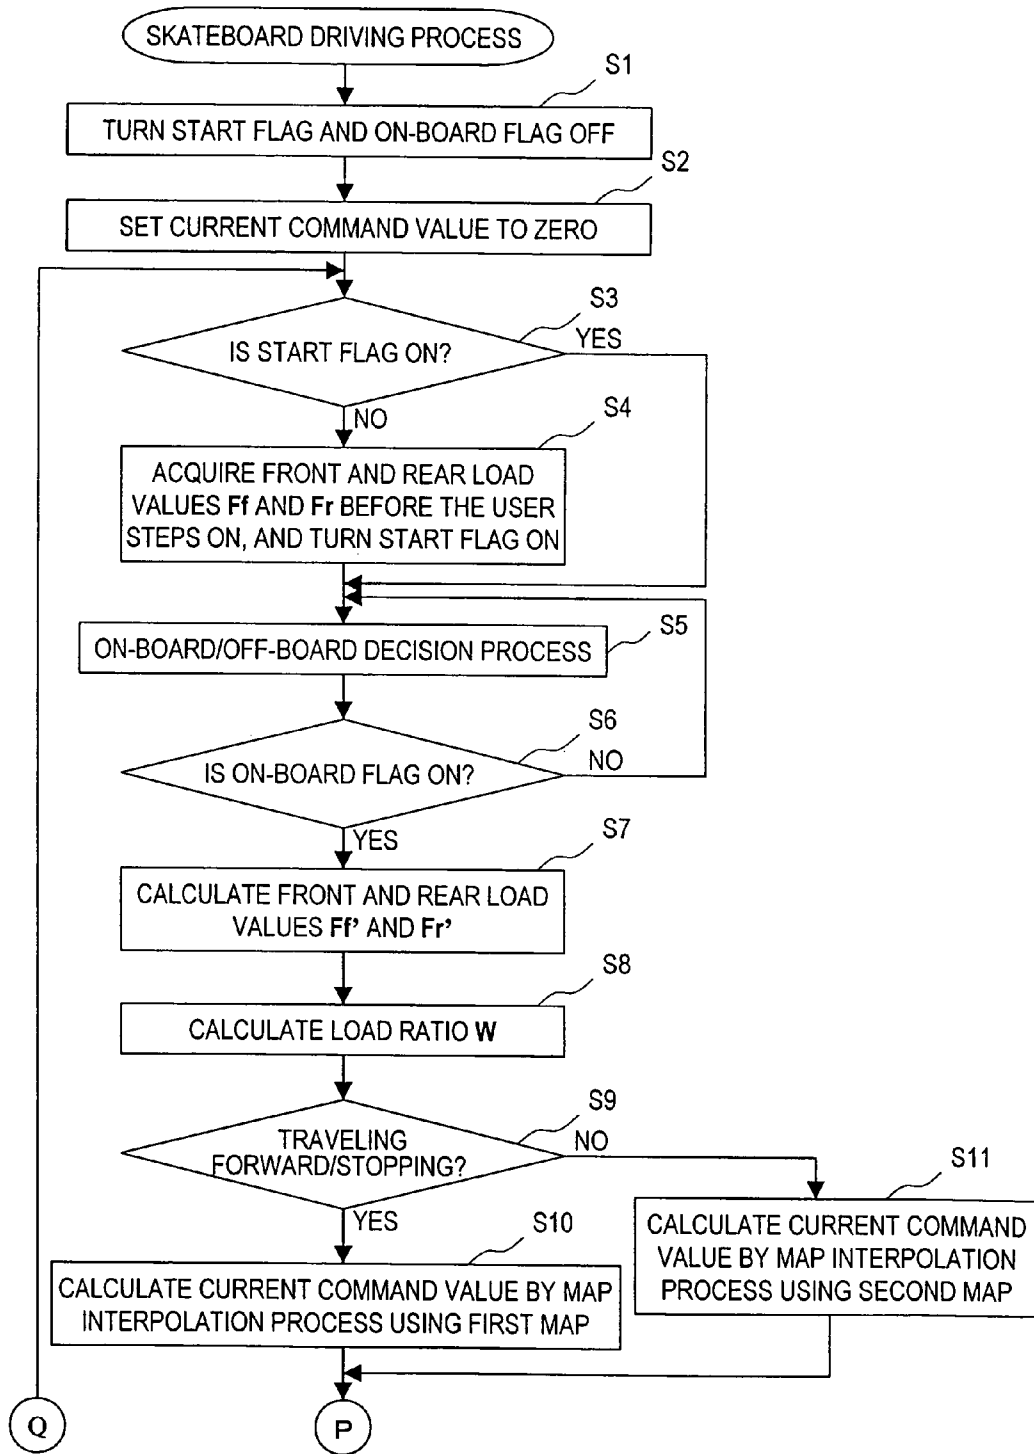 SKATEBOARD DRIVING PROCESS
S1
TURN START FLAG AND ON-BOARD FLAG OFF
S2
SET CURRENT COMMAND VALUE TO ZERO
S3
IS START FLAG ON?
YES
NO
S4
ACQUIRE FRONT AND REAR LOAD
VALUES Ff AND Fr BEFORE THE USER
STEPS ON, AND TURN START FLAG ON
S5
ON-BOARD/OFF-BOARD DECISION PROCESS
S6
IS ON-BOARD FLAG ON?
NO
YES
S7
CALCULATE FRONT AND REAR LOAD
VALUES Ff’ AND Fr’
S8
CALCULATE LOAD RATIO W
S9
TRAVELING
FORWARD/STOPPING?
NO
YES
S10
CALCULATE CURRENT COMMAND VALUE BY MAP
INTERPOLATION PROCESS USING FIRST MAP
S11
CALCULATE CURRENT COMMAND
VALUE BY MAP INTERPOLATION
PROCESS USING SECOND MAP
Q
P